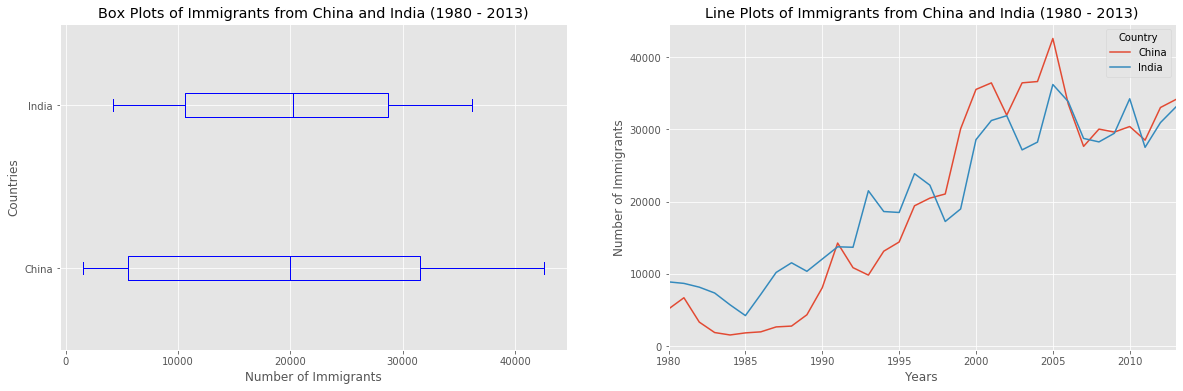 Box Plots of Immigrants from China and India (1980 - 2013)
Countries
India
China
0 10000 20000 30000 40000
Number of Immigrants
Line Plots of Immigrants from China and India (1980 - 2013)
Number of Immigrants
40000
30000
20000
10000
0
Country
China
India
1980 1985 1990 1995 2000 2005 2010
Years